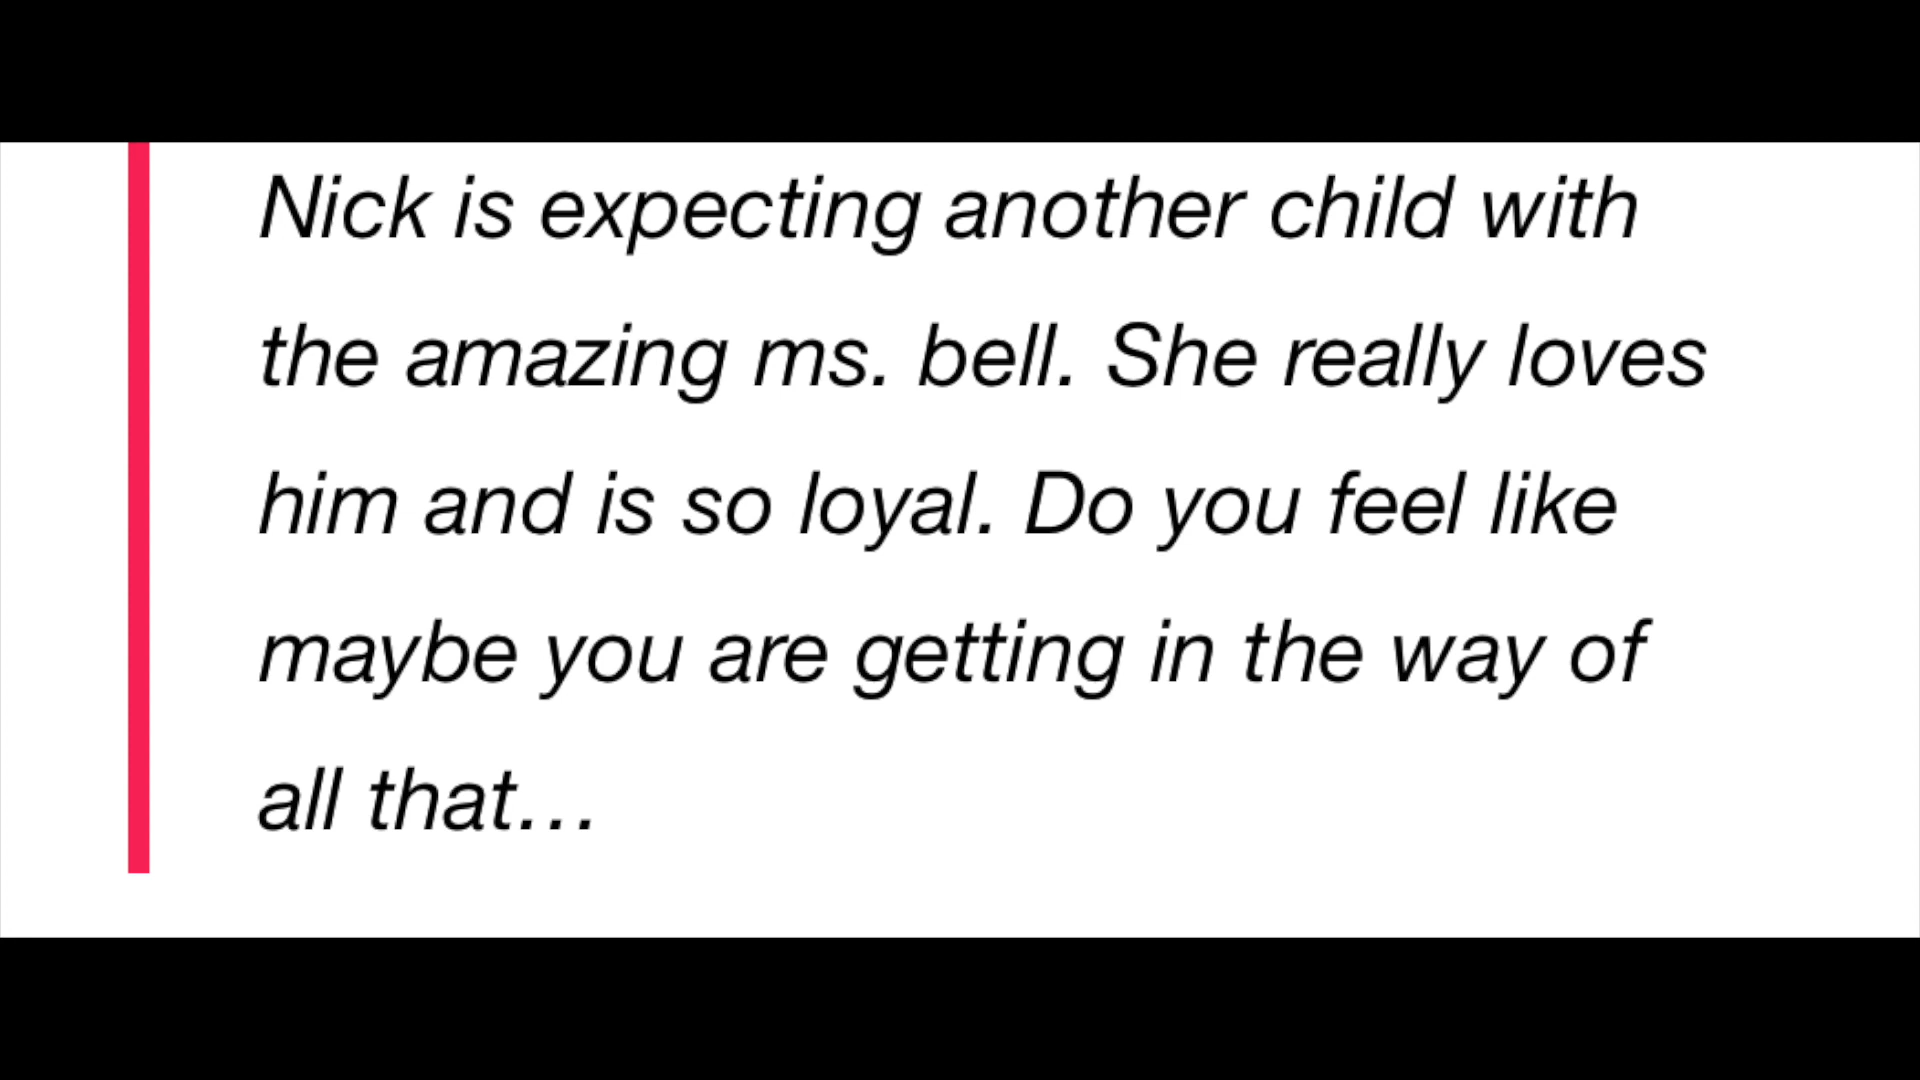 Nick is expecting another child with
the amazing ms. bell. She really loves
him and is so loyal. Do you feel like
maybe you are getting in the way of
all that…